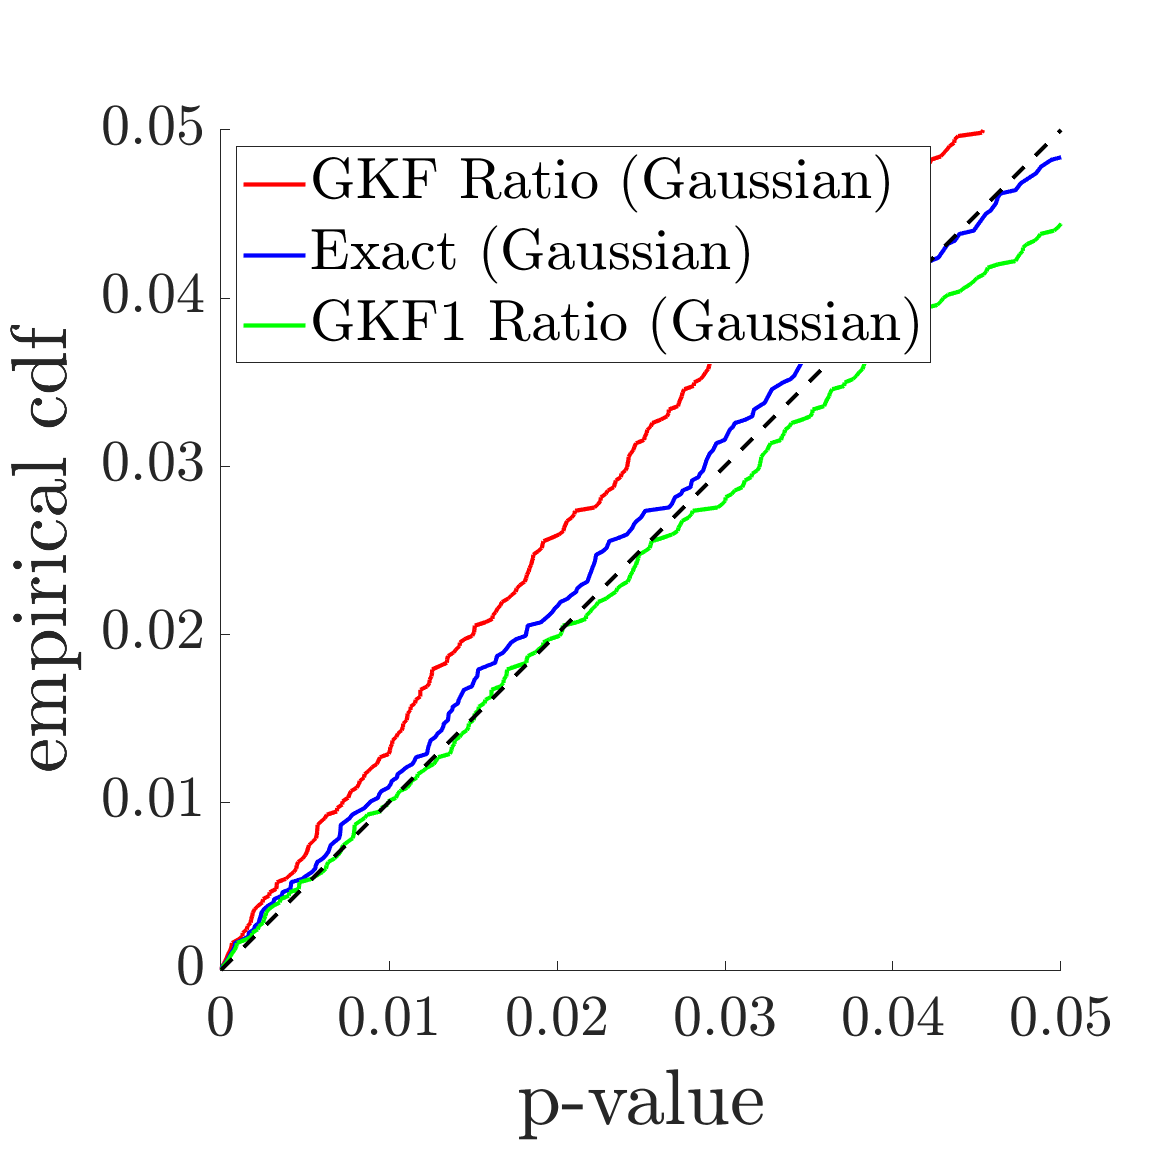 0.05
GKF Ratio (Gaussian)
Exact (Gaussian)
GKF1 Ratio (Gaussian)
0.04
0.03
0.02
0.01
0
empirical cdf
0 0.01 0.02 0.03 0.04 0.05
p-value